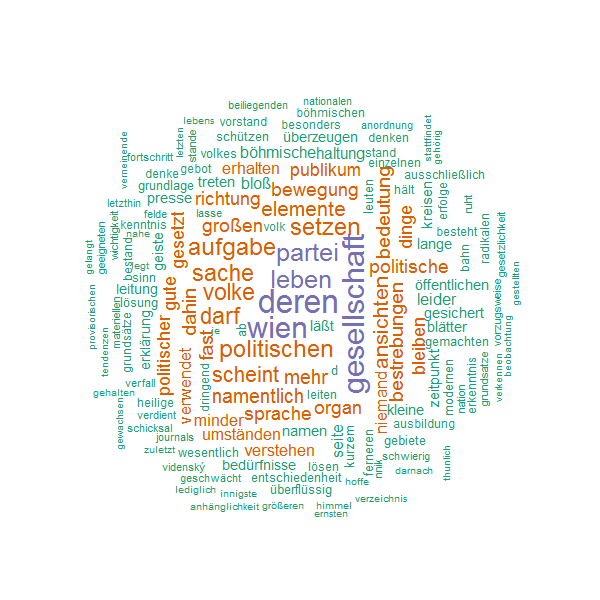 beiliegenden
nationalen
böhmischen
lebens
vorstand
besonders
anordnung
stattfindet
gehörig
verneinende
letzten
stande
schützen
überzeugen
denken
fortschritt
volkes
böhmische
haltung
stand
einzelnen
denke
gebot
erhalten
publikum
ausschließlich
grundlage
treten
bloß
bewegung
bedeutung
leuten
hält
kreisen
erfolge
ruht
letzthin
presse
richtung
elemente
felde
lasse
kenntnis
wichtigkeit
großen
volk
setzen
dinge
besteht
radikalen
gesetzlichkeit
gelangt
geeigneten
bestand
geiste
gesetzt
aufgabe
partei
gesellschaft
lange
bahn
legt
sinn
sache
leben
politische
öffentlichen
gestellten
provisorischen
materiellen
leitung
gute
dahin
volke
deren
ansichten
leider
vorzugsweise
lösung
darf
wien
läßt
bestrebungen
gesichert
blätter
beobachtung
tendenzen
grundsätze
erklärung
politischer
fast
je
ab
politischen
bleiben
gemachten
verkennen
verfall
verwendet
dringend
scheint
mehr
d
niemand
zeitpunkt
modernen
erkenntnis
grundsatze
gehalten
heilige
namentlich
leiten
nation
gewachsen
verdient
minder
sprache
organ
kleine
schicksal
journals
umständen
namen
seite
ausbildung
zuletzt
wesentlich
verstehen
kurzem
gebiete
videnský
bedürfnisse
lösen
ferneren
schwierig
geschwächt
entschiedenheit
hoffe
darnach
thunlich
lediglich
innigste
überflüssig
verzeichnis
anhänglichkeit
größeren
himmel
ernsten